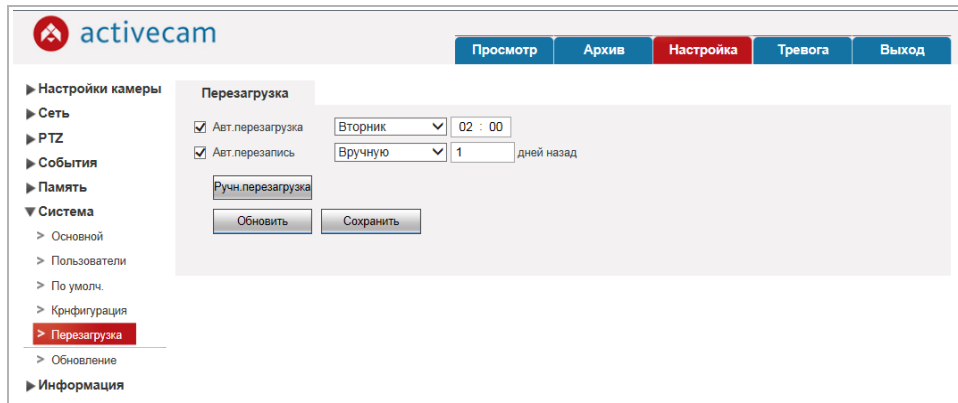 activecam
Просмотр Архив Настройка Тревога Выход
Настройки камеры
Сеть
PTZ
События
Память
Система
> Основной
> Пользователи
> По умолч.
> Крнфигурация
> Перезагрузка
> Обновление
Информация
Перезагрузка
Авт.перезагрузка Вторник 02 : 00
Авт.перезапись Вручную 1 дней назад
Ручн.перезагрузка
Обновить Сохранить